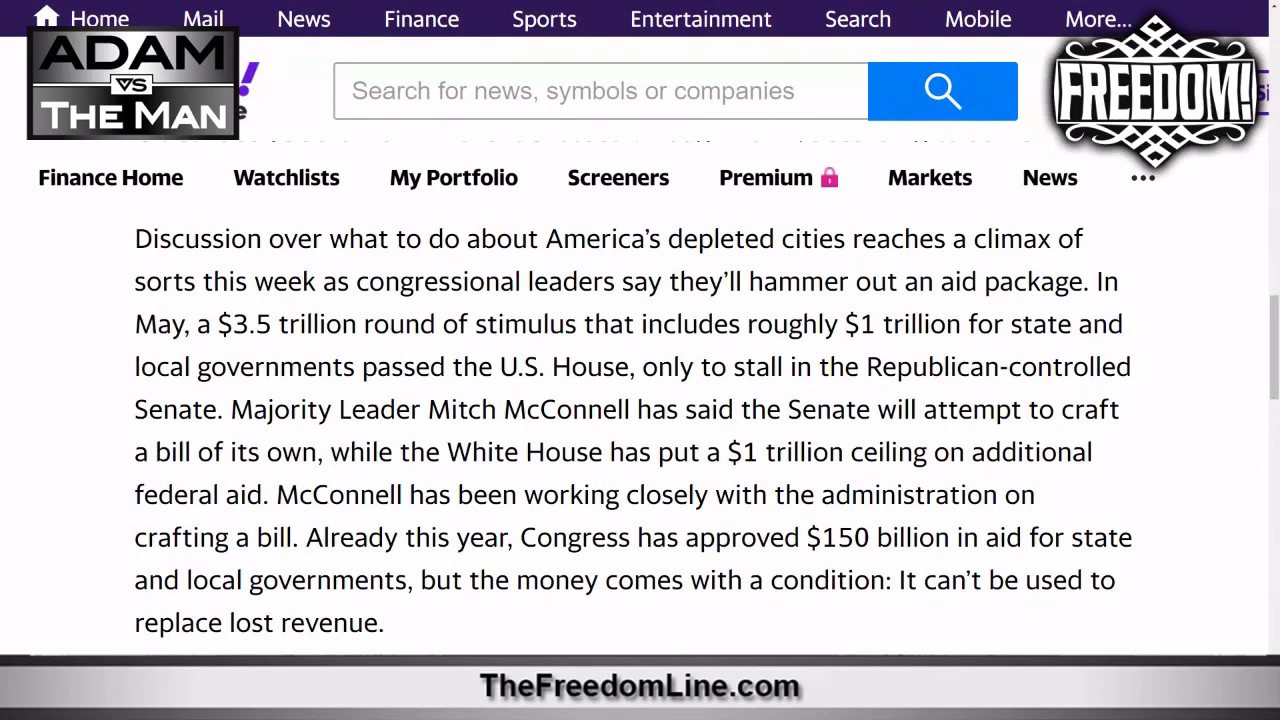 Home Mail News Finance Sports Entertainment Search Mobile More...
ADAM
VS
THE MAN
Search for news, symbols or companies
FREEDOM!
Finance Home Watchlists My Portfolio Screeners Premium Markets News ...
Discussion over what to do about America’s depleted cities reaches a climax of
sorts this week as congressional leaders say they’ll hammer out an aid package. In
May, a $3.5 trillion round of stimulus that includes roughly $1 trillion for state and
local governments passed the U.S. House, only to stall in the Republican-controlled
Senate. Majority Leader Mitch McConnell has said the Senate will attempt to craft
a bill of its own, while the White House has put a $1 trillion ceiling on additional
federal aid. McConnell has been working closely with the administration on
crafting a bill. Already this year, Congress has approved $150 billion in aid for state
and local governments, but the money comes with a condition: It can’t be used to
replace lost revenue.
TheFreedomLine.com